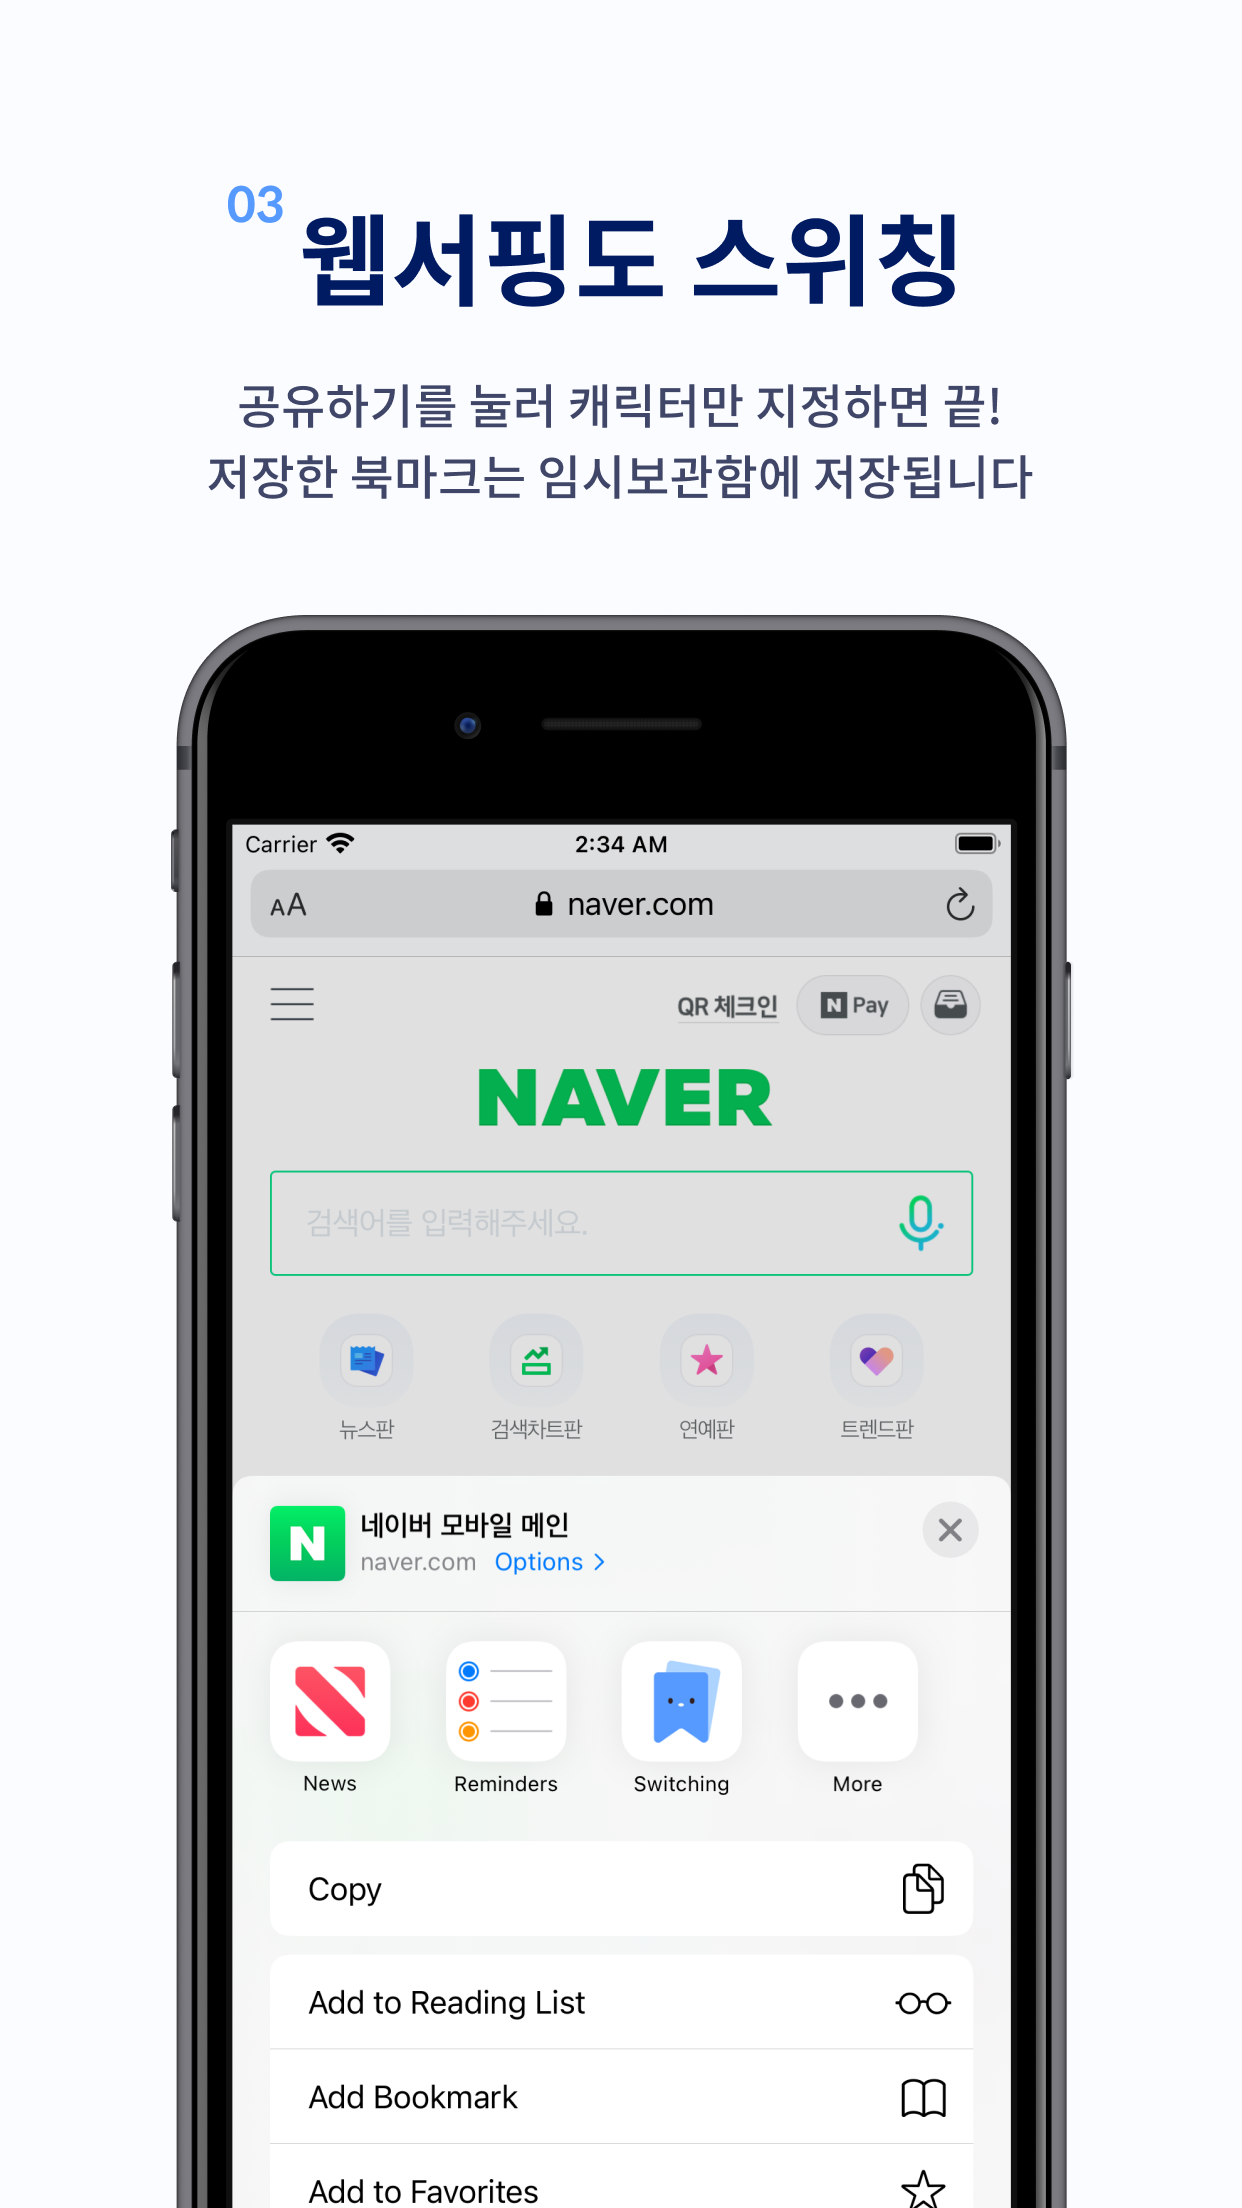 03
웹서핑도 스위칭
공유하기를 눌러 캐릭터만 지정하면 끝!
저장한 북마크는 임시보관함에 저장됩니다
Carrier 2:34 AM
AA naver.com
QR 체크인 N Pay
NAVER
검색어를 입력해주세요.
뉴스판 검색차트판 연예판 트렌드판
N 네이버 모바일 메인
naver.com Options >
News Reminders Switching More
Copy
Add to Reading List
Add Bookmark
Add to Favorites